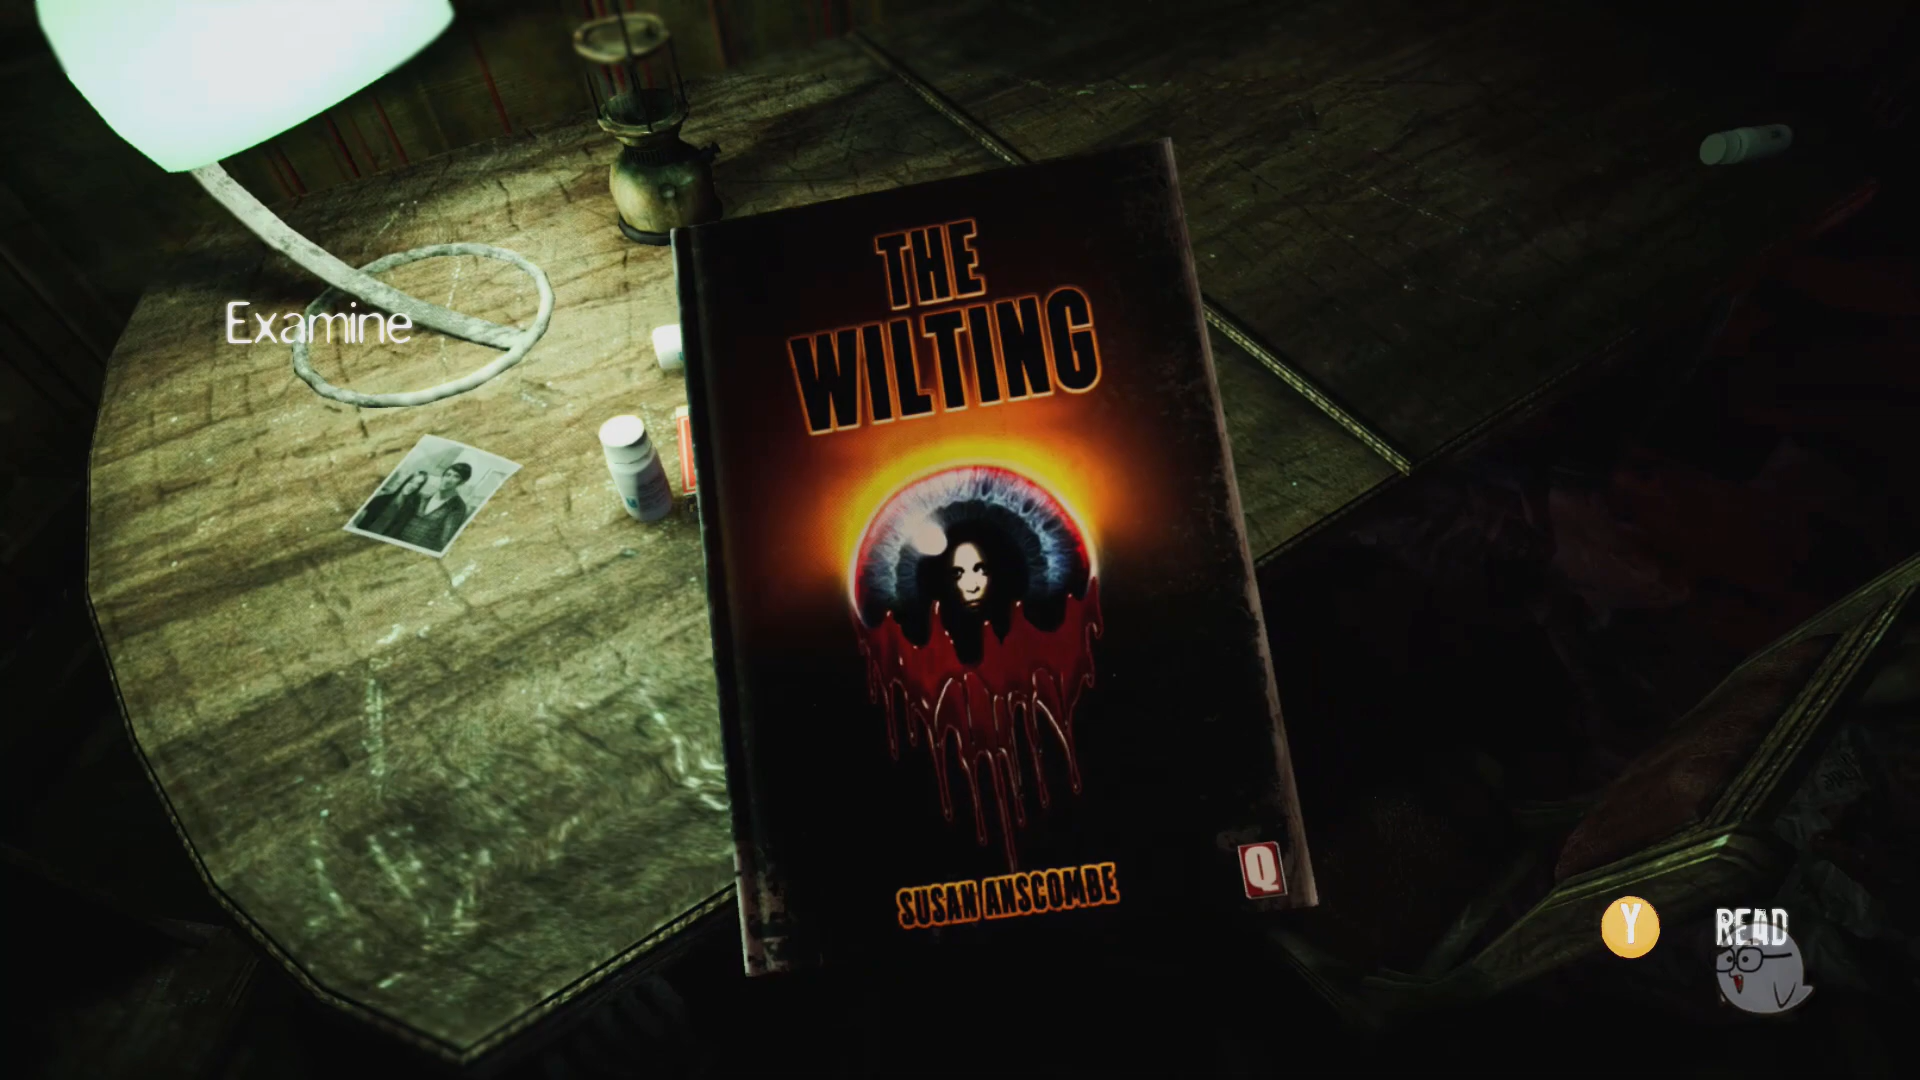 Examine
THE
WILTING
SUSAN ANSCOMBE
Q
Y READ